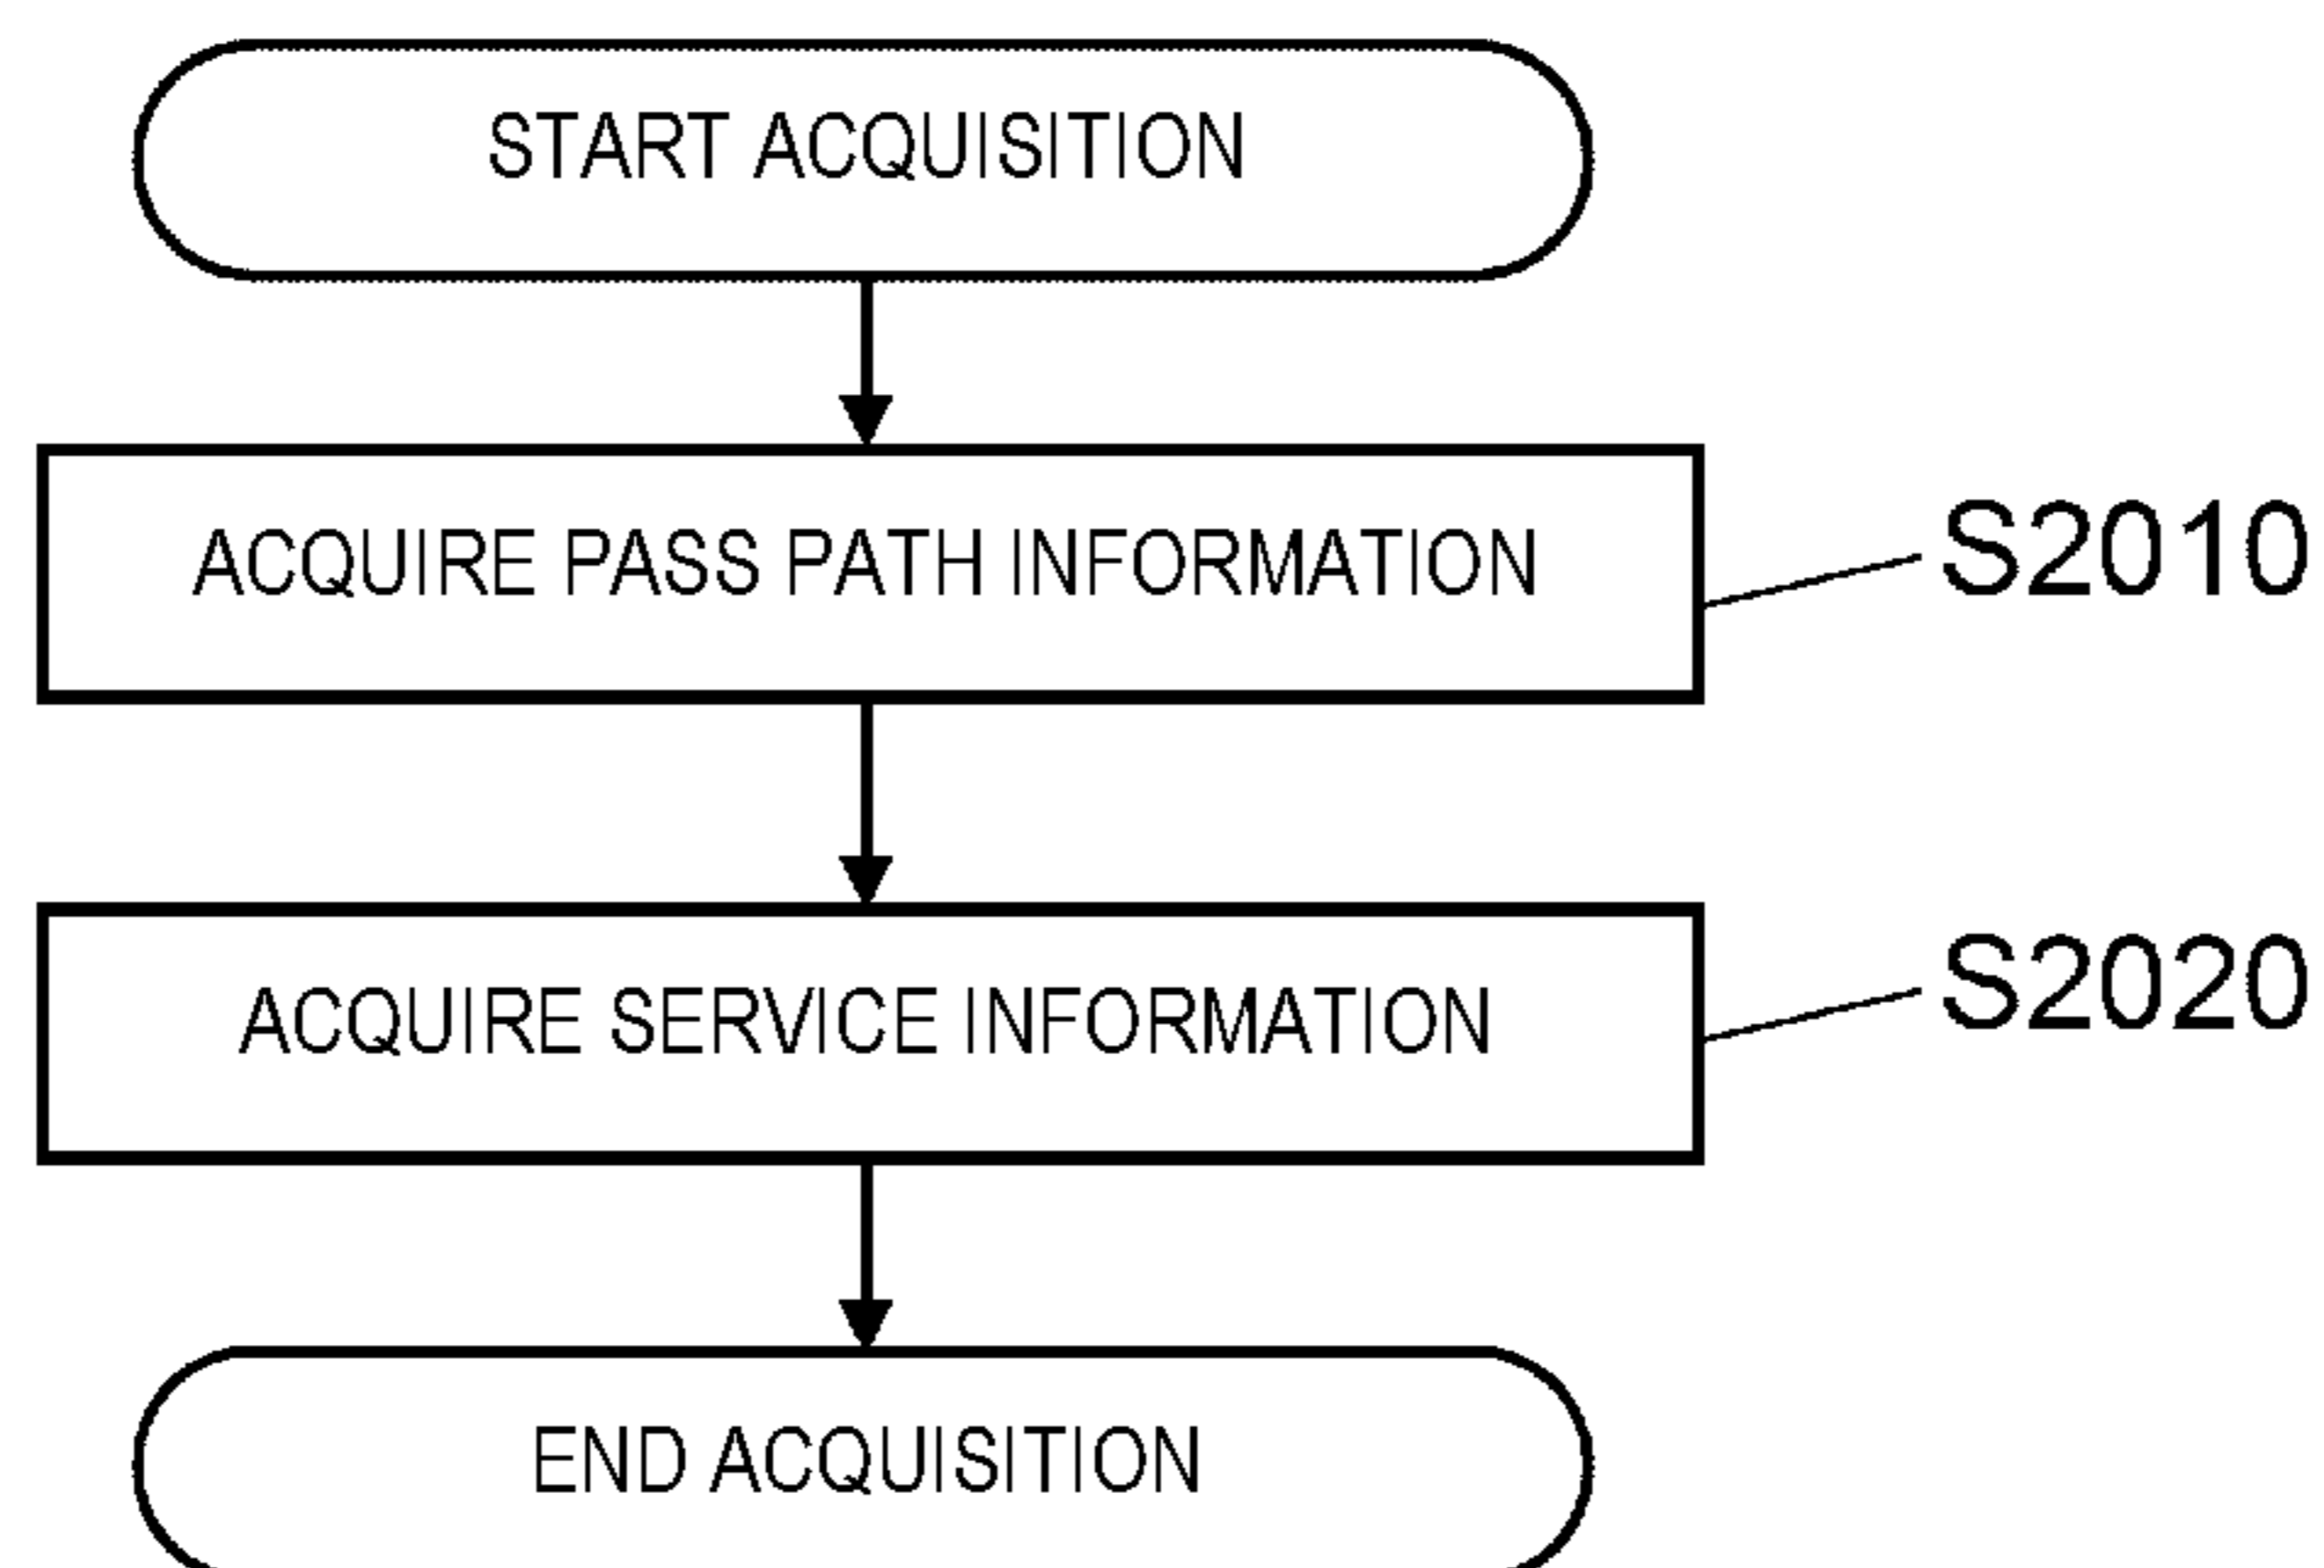 START ACQUISITION
ACQUIRE PASS PATH INFORMATION
S2010
ACQUIRE SERVICE INFORMATION
S2020
END ACQUISITION